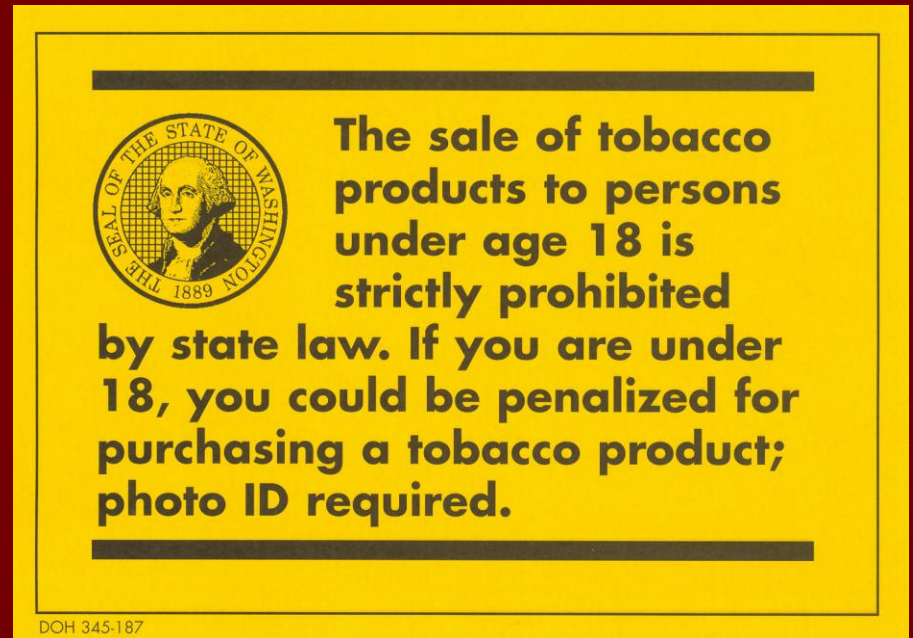 THE SEAL OF THE STATE OF WASHINGTON
1889
The sale of tobacco
products to persons
under age 18 is
strictly prohibited
by state law. If you are under
18, you could be penalized for
purchasing a tobacco product;
photo ID required.
DOH 345-187